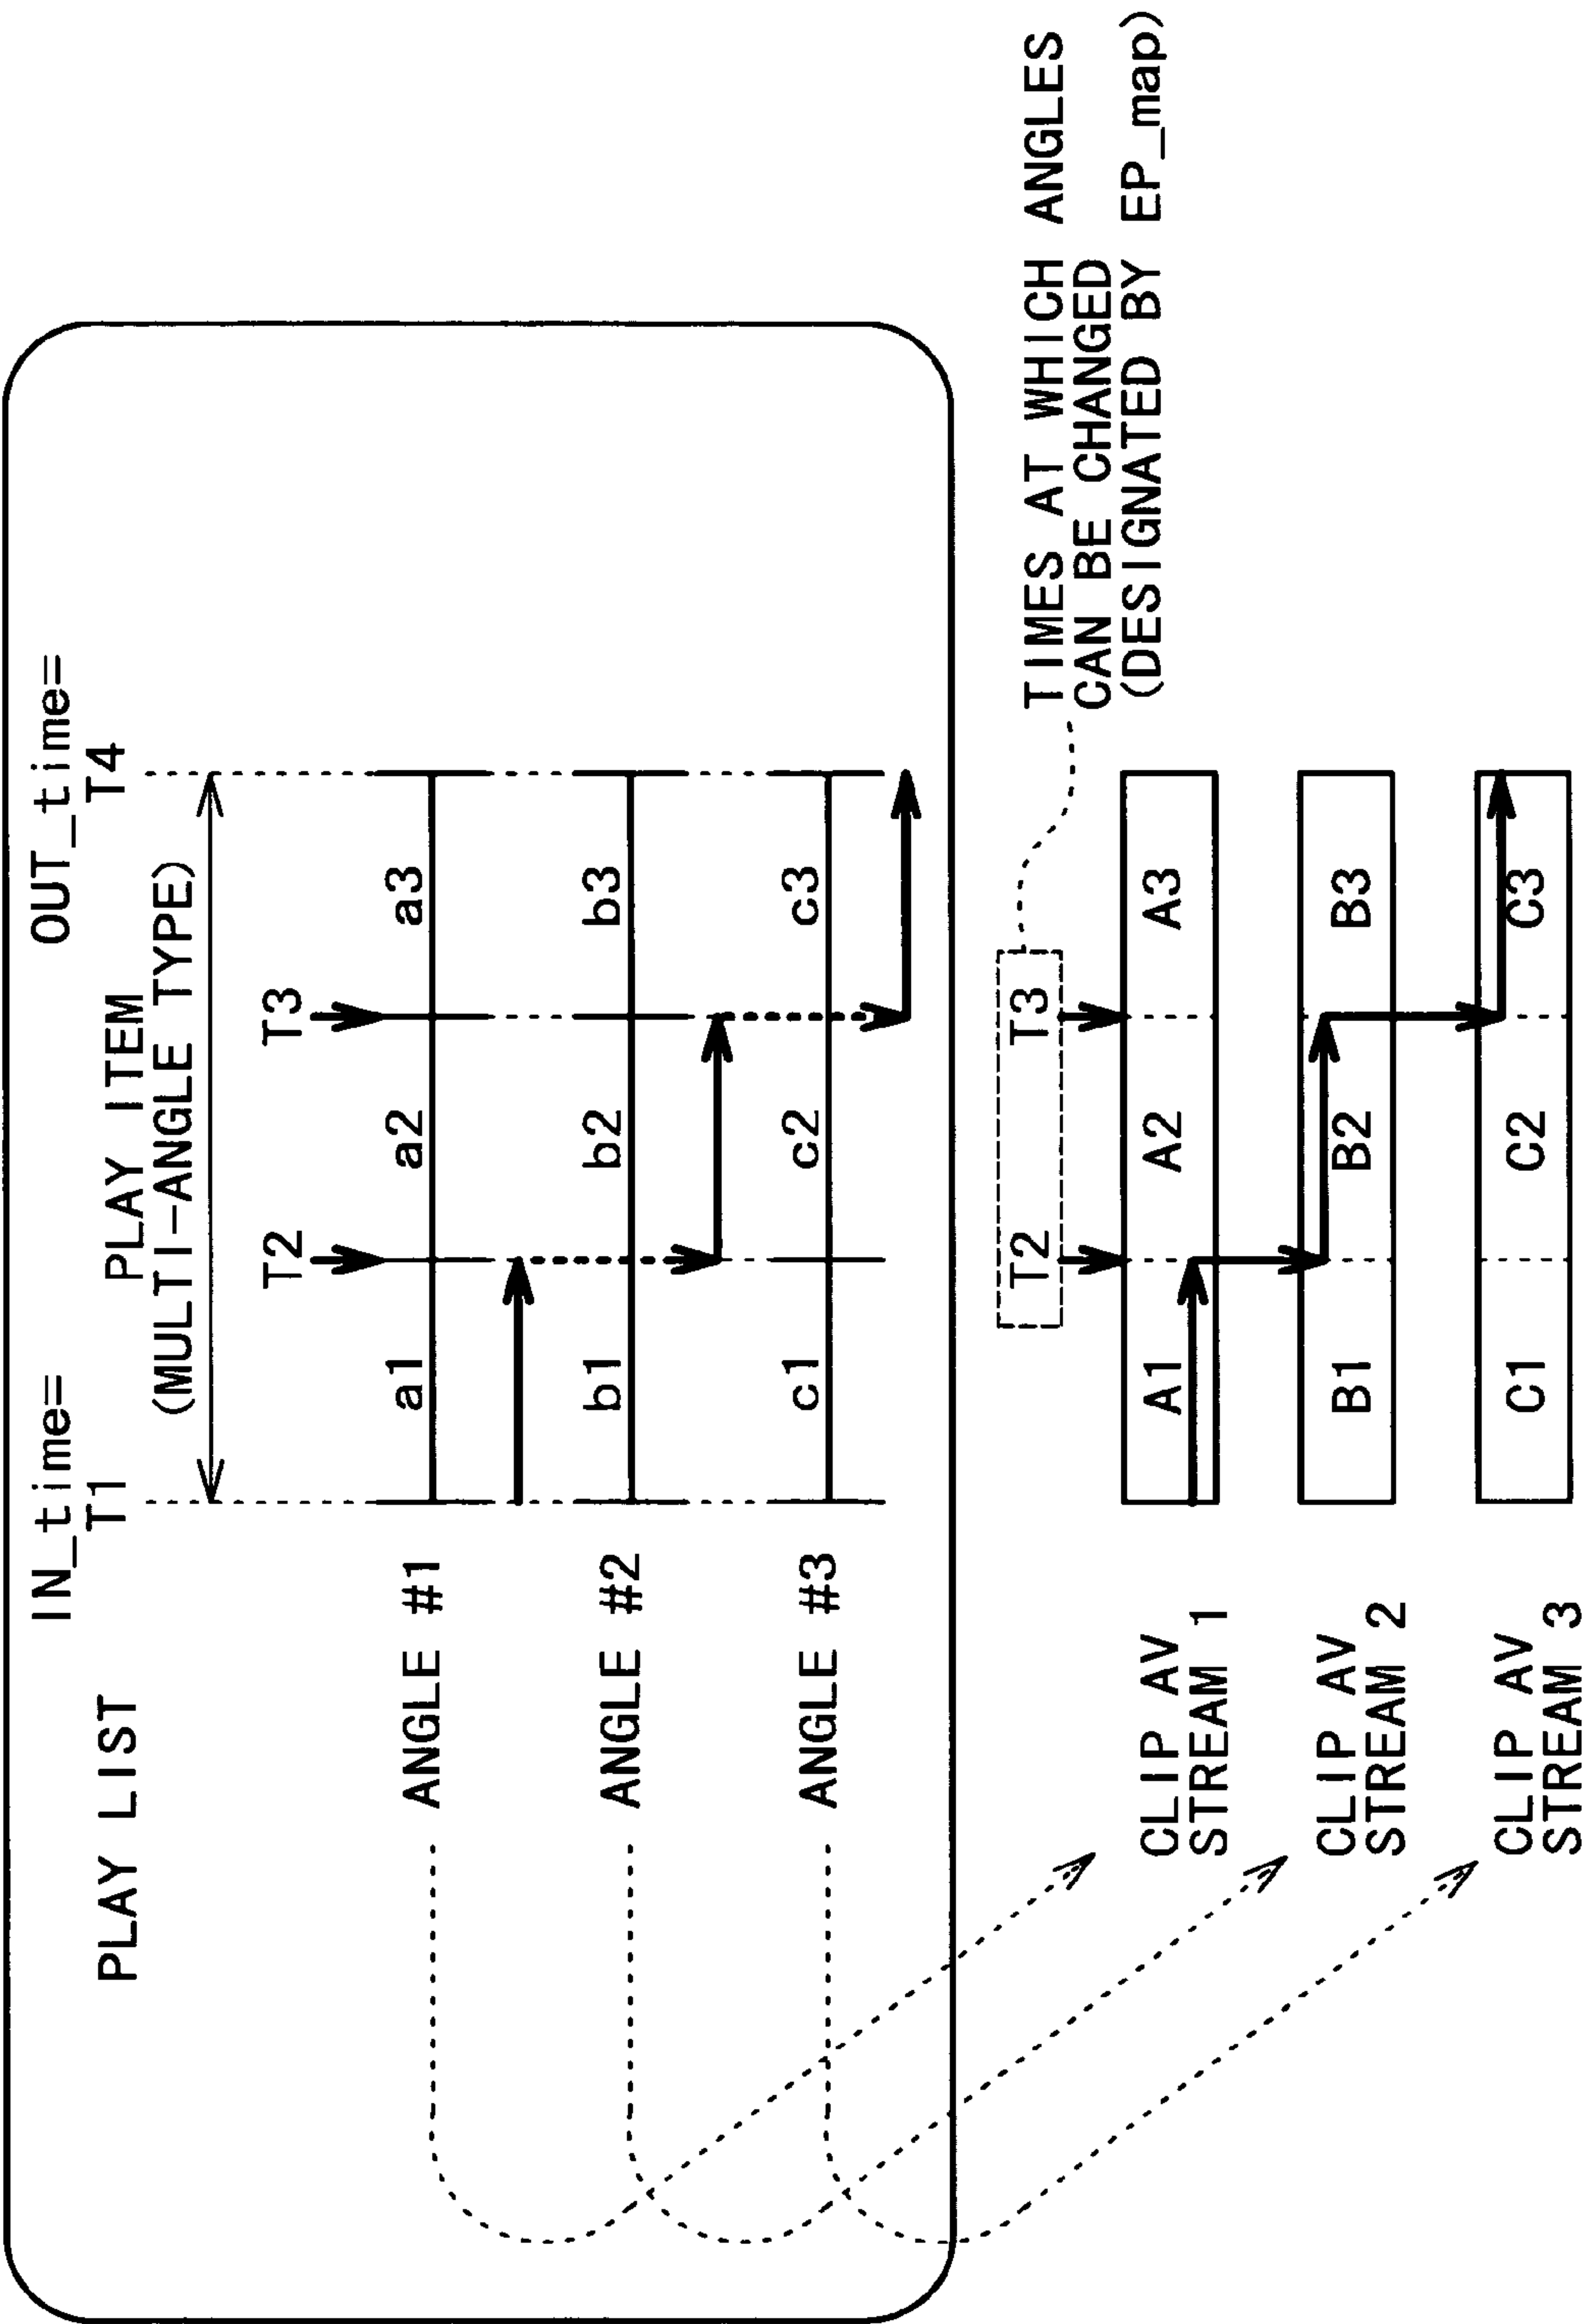 PLAY LIST
IN_time=
T1
OUT_time=
T4
PLAY ITEM
(MULTI-ANGLE TYPE)
T2
T3
ANGLE #1
a1
a2
a3
ANGLE #2
b1
b2
b3
ANGLE #3
c1
c2
c3
TIMES AT WHICH ANGLES
CAN BE CHANGED
(DESIGNATED BY EP_map)
T2
T3
CLIP AV
STREAM 1
A1
A2
A3
CLIP AV
STREAM 2
B1
B2
B3
CLIP AV
STREAM 3
C1
C2
C3